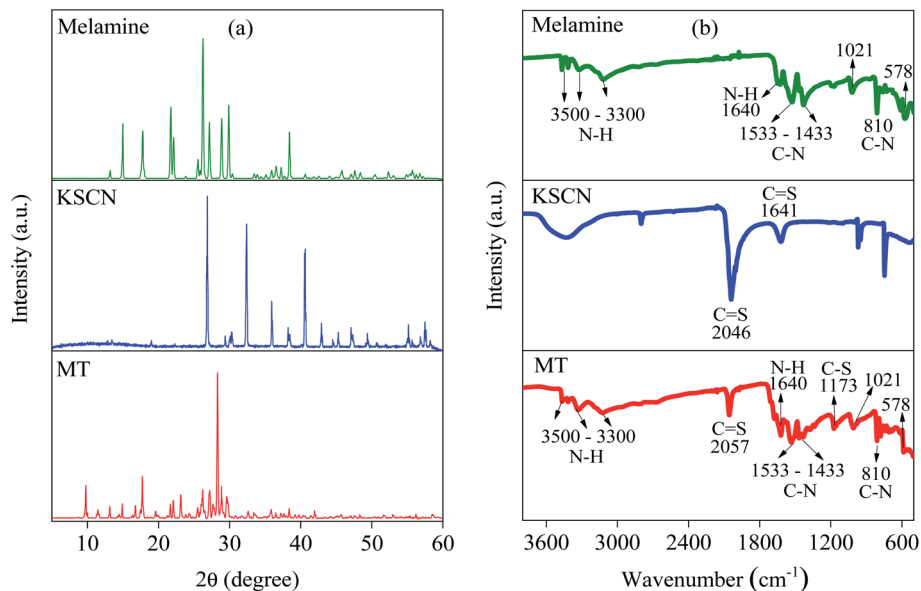 Melamine
(a)
KSCN
MT
Intensity (a.u.)
10
20
30
40
50
60
2θ (degree)
Melamine
(b)
3500 - 3300
N-H
N-H
1640
1533 - 1433
C-N
1021
810
C-N
578
KSCN
C=S
1641
C=S
2046
MT
3500 - 3300
N-H
C=S
2057
N-H
1640
C-S
1173
1021
578
1533 - 1433
C-N
810
C-N
Intensity (a.u.)
3600
3000
2400
1800
1200
600
Wavenumber (cm⁻¹)